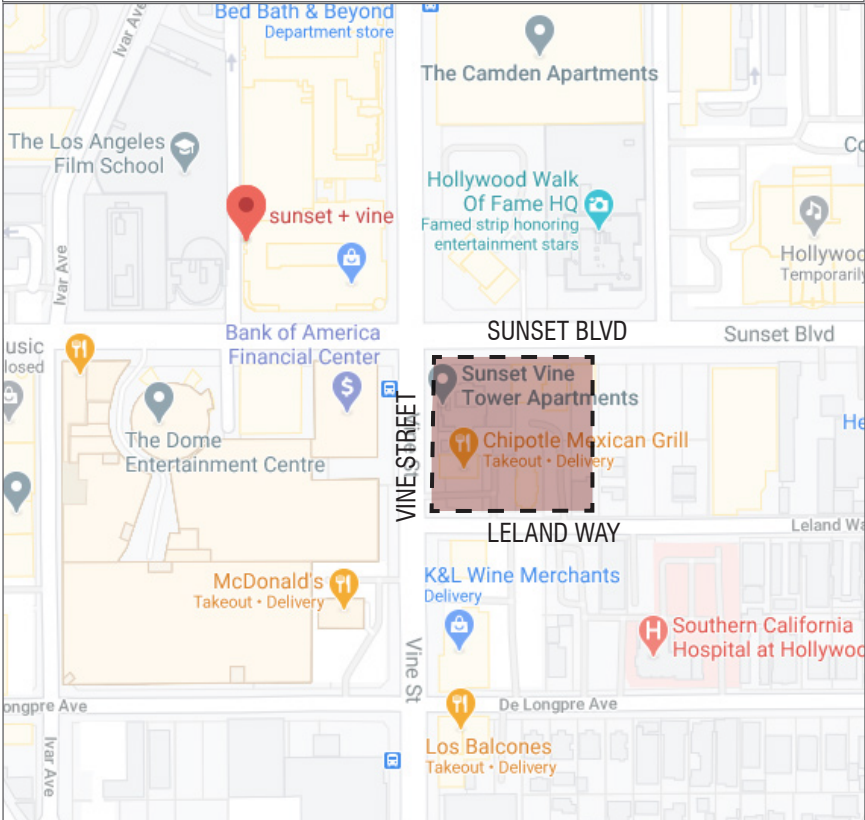 Bed Bath & Beyond
Department store
Ivar Ave
The Camden Apartments
The Los Angeles
Film School
Co
Hollywood Walk
Of Fame HQ
Famed strip honoring
entertainment stars
sunset + vine
Hollywoo
Temporarily
Ivar Ave
SUNSET BLVD
Sunset Blvd
Bank of America
Financial Center
usic
losed
Sunset Vine
Tower Apartments
VINE STREET
The Dome
Entertainment Centre
Chipotle Mexican Grill
Takeout • Delivery
He
LELAND WAY
Leland Wa
McDonald's
Takeout • Delivery
K&L Wine Merchants
Delivery
Southern California
Hospital at Hollywoo
Vine St
ongpre Ave
De Longpre Ave
Ivar Ave
Los Balcones
Takeout • Delivery